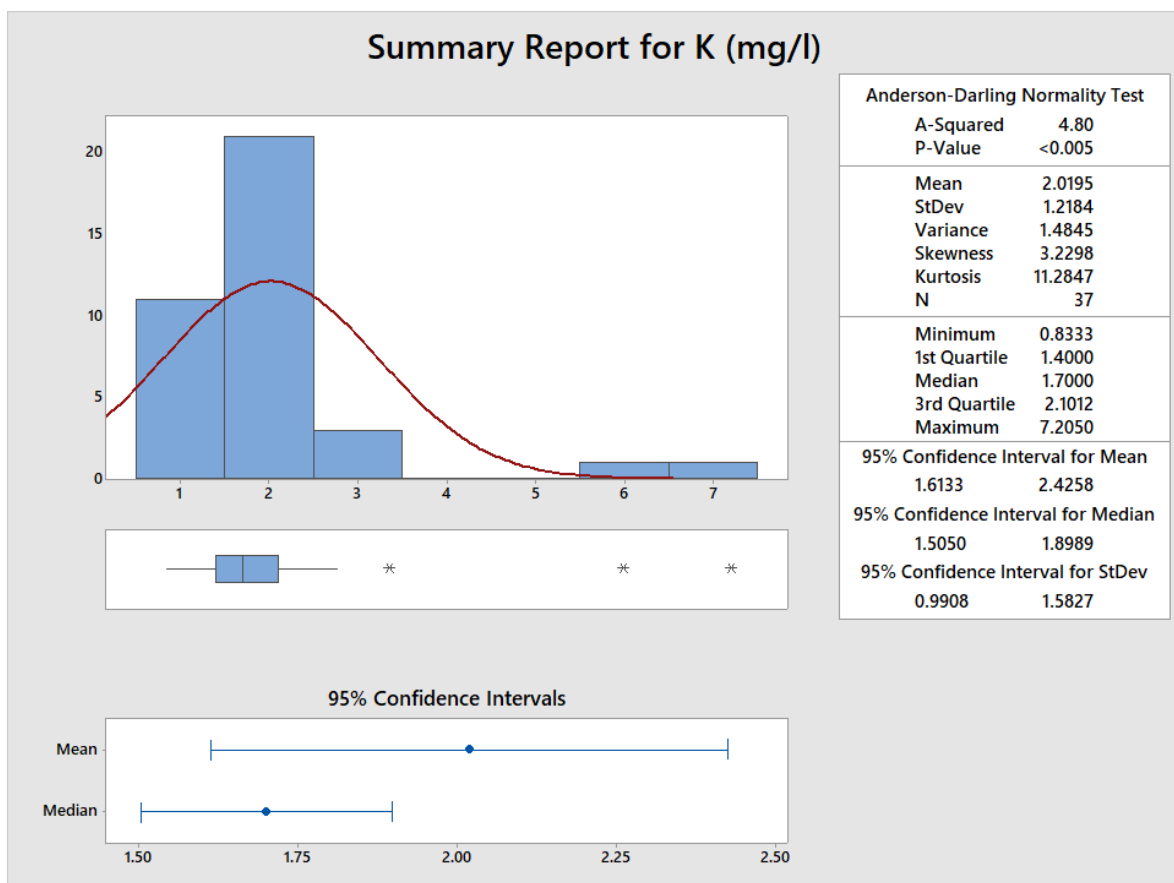 Summary Report for K (mg/l)
20
15
10
5
0
1 2 3 4 5 6 7
Anderson-Darling Normality Test
A-Squared 4.80
P-Value <0.005
Mean 2.0195
StDev 1.2184
Variance 1.4845
Skewness 3.2298
Kurtosis 11.2847
N 37
Minimum 0.8333
1st Quartile 1.4000
Median 1.7000
3rd Quartile 2.1012
Maximum 7.2050
95% Confidence Interval for Mean
1.6133 2.4258
95% Confidence Interval for Median
1.5050 1.8989
95% Confidence Interval for StDev
0.9908 1.5827
95% Confidence Intervals
Mean
Median
1.50 1.75 2.00 2.25 2.50